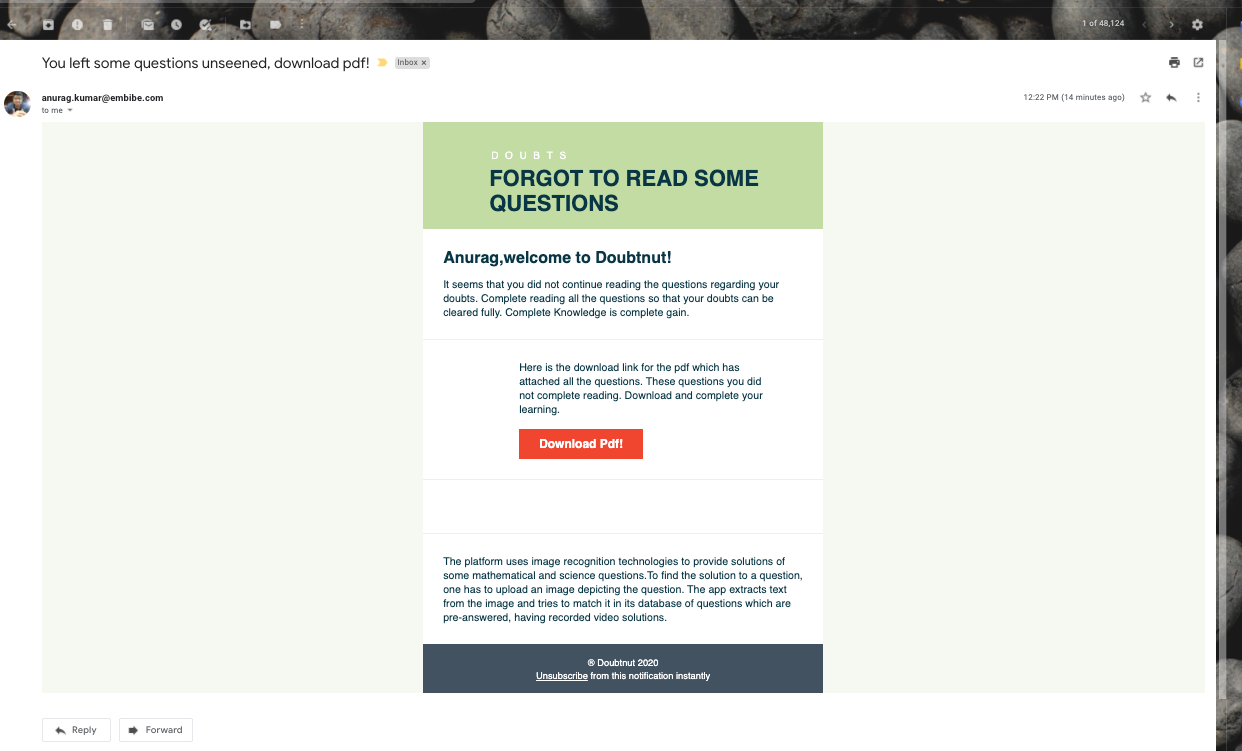 1 of 48,124
You left some questions unseened, download pdf!
Inbox ×
anurag.kumar@embibe.com
12:22 PM (14 minutes ago)
to me
DOUBTS
FORGOT TO READ SOME
QUESTIONS
Anurag,welcome to Doubtnut!
It seems that you did not continue reading the questions regarding your
doubts. Complete reading all the questions so that your doubts can be
cleared fully. Complete Knowledge is complete gain.
Here is the download link for the pdf which has
attached all the questions. These questions you did
not complete reading. Download and complete your
learning.
Download Pdf!
The platform uses image recognition technologies to provide solutions of
some mathematical and science questions.To find the solution to a question,
one has to upload an image depicting the question. The app extracts text
from the image and tries to match it in its database of questions which are
pre-answered, having recorded video solutions.
® Doubtnut 2020
Unsubscribe from this notification instantly
Reply
Forward